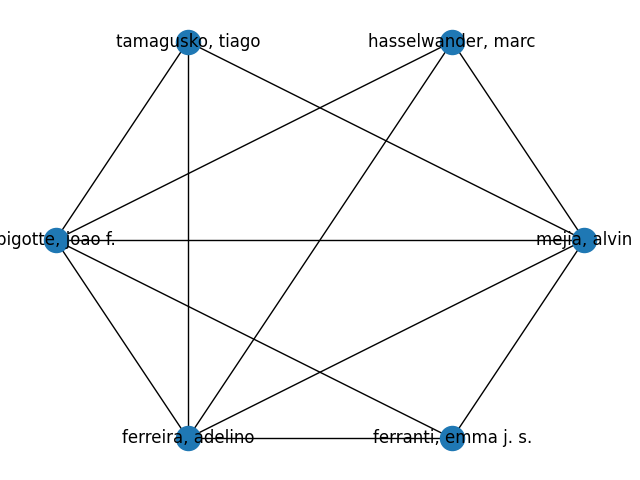 tamagusko, tiago
hasselwander, marc
bigotte, joao f.
mejia, alvin
ferreira, adelino
ferranti, emma j. s.